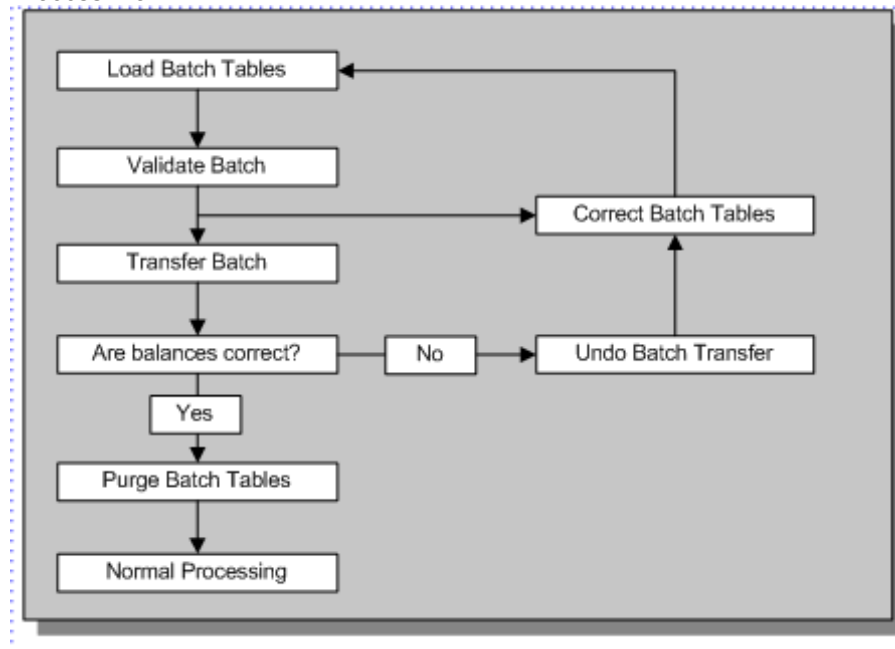 Load Batch Tables
Validate Batch
Correct Batch Tables
Transfer Batch
Are balances correct?
No
Undo Batch Transfer
Yes
Purge Batch Tables
Normal Processing